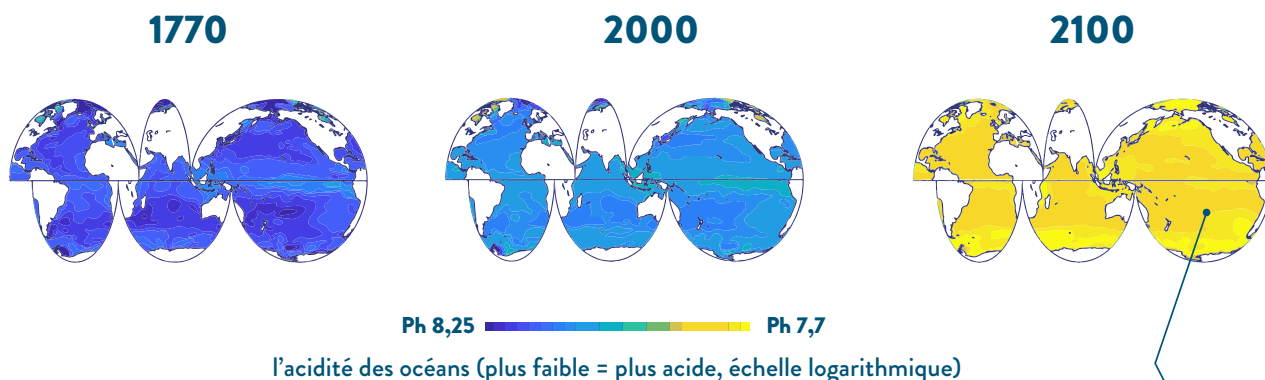 1770
2000
2100
Ph 8,25
Ph 7,7
l'acidité des océans (plus faible = plus acide, échelle logarithmique)